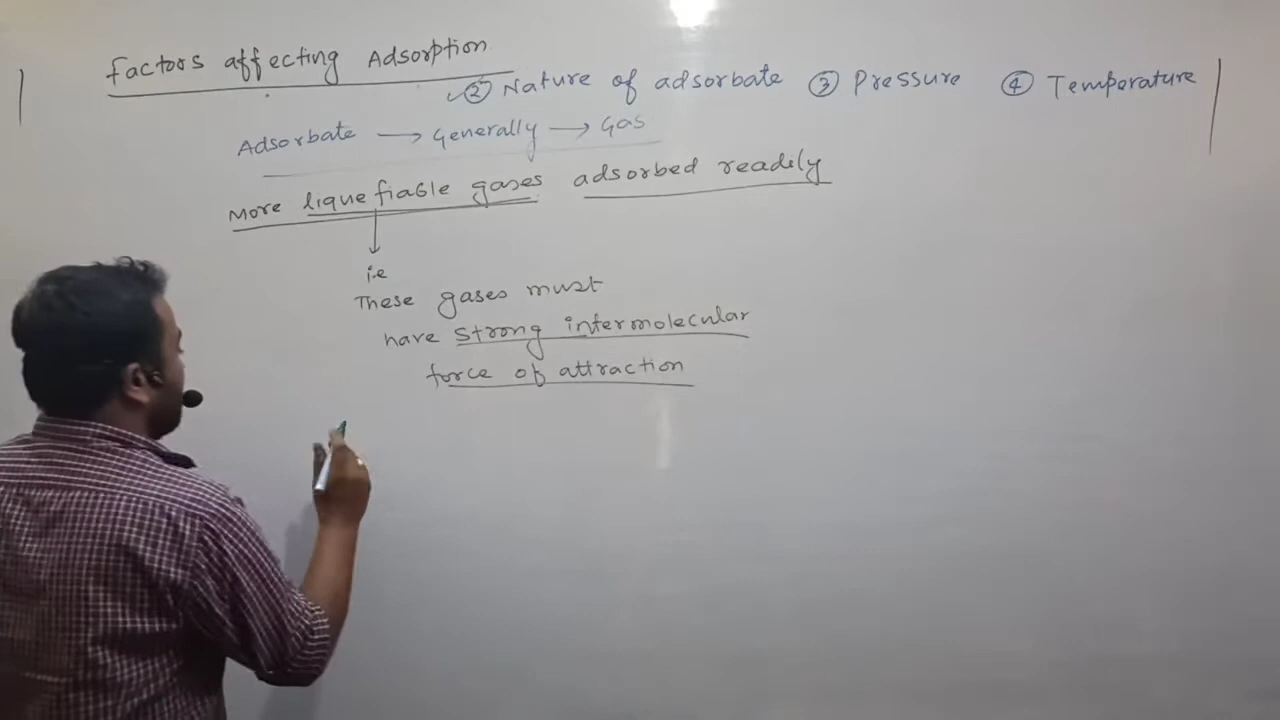 Factors affecting Adsorption
② Nature of adsorbate ③ Pressure ④ Temperature
Adsorbate → Generally → Gas
More liquefiable gases adsorbed readily
i.e
These gases must
have strong intermolecular
force of attraction